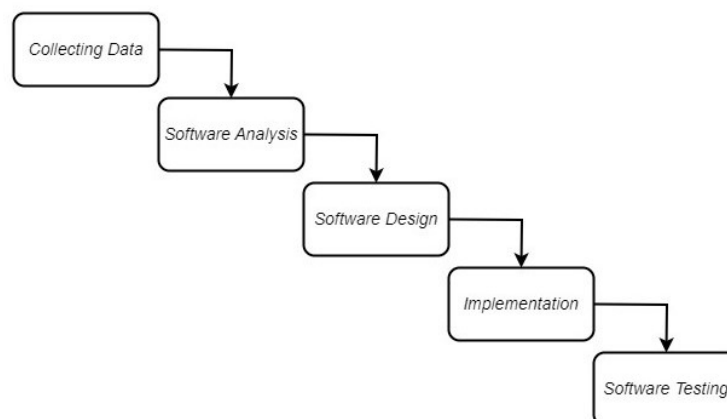 Collecting Data
Software Analysis
Software Design
Implementation
Software Testing